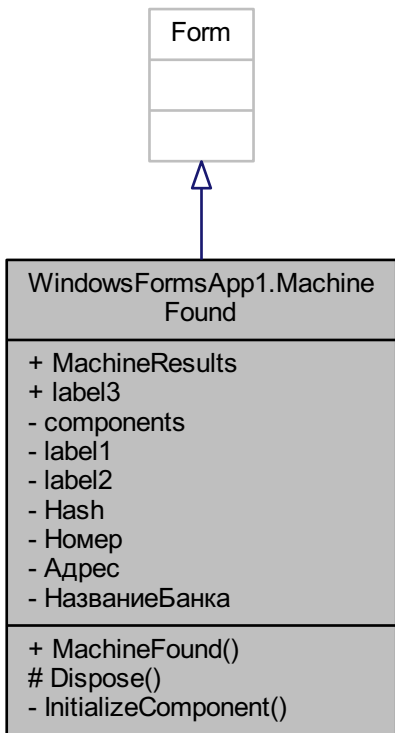 Form
WindowsFormsApp1.Machine
Found
+ MachineResults
+ label3
- components
- label1
- label2
- Hash
- Номер
- Адрес
- НазваниеБанка
+ MachineFound()
# Dispose()
- InitializeComponent()